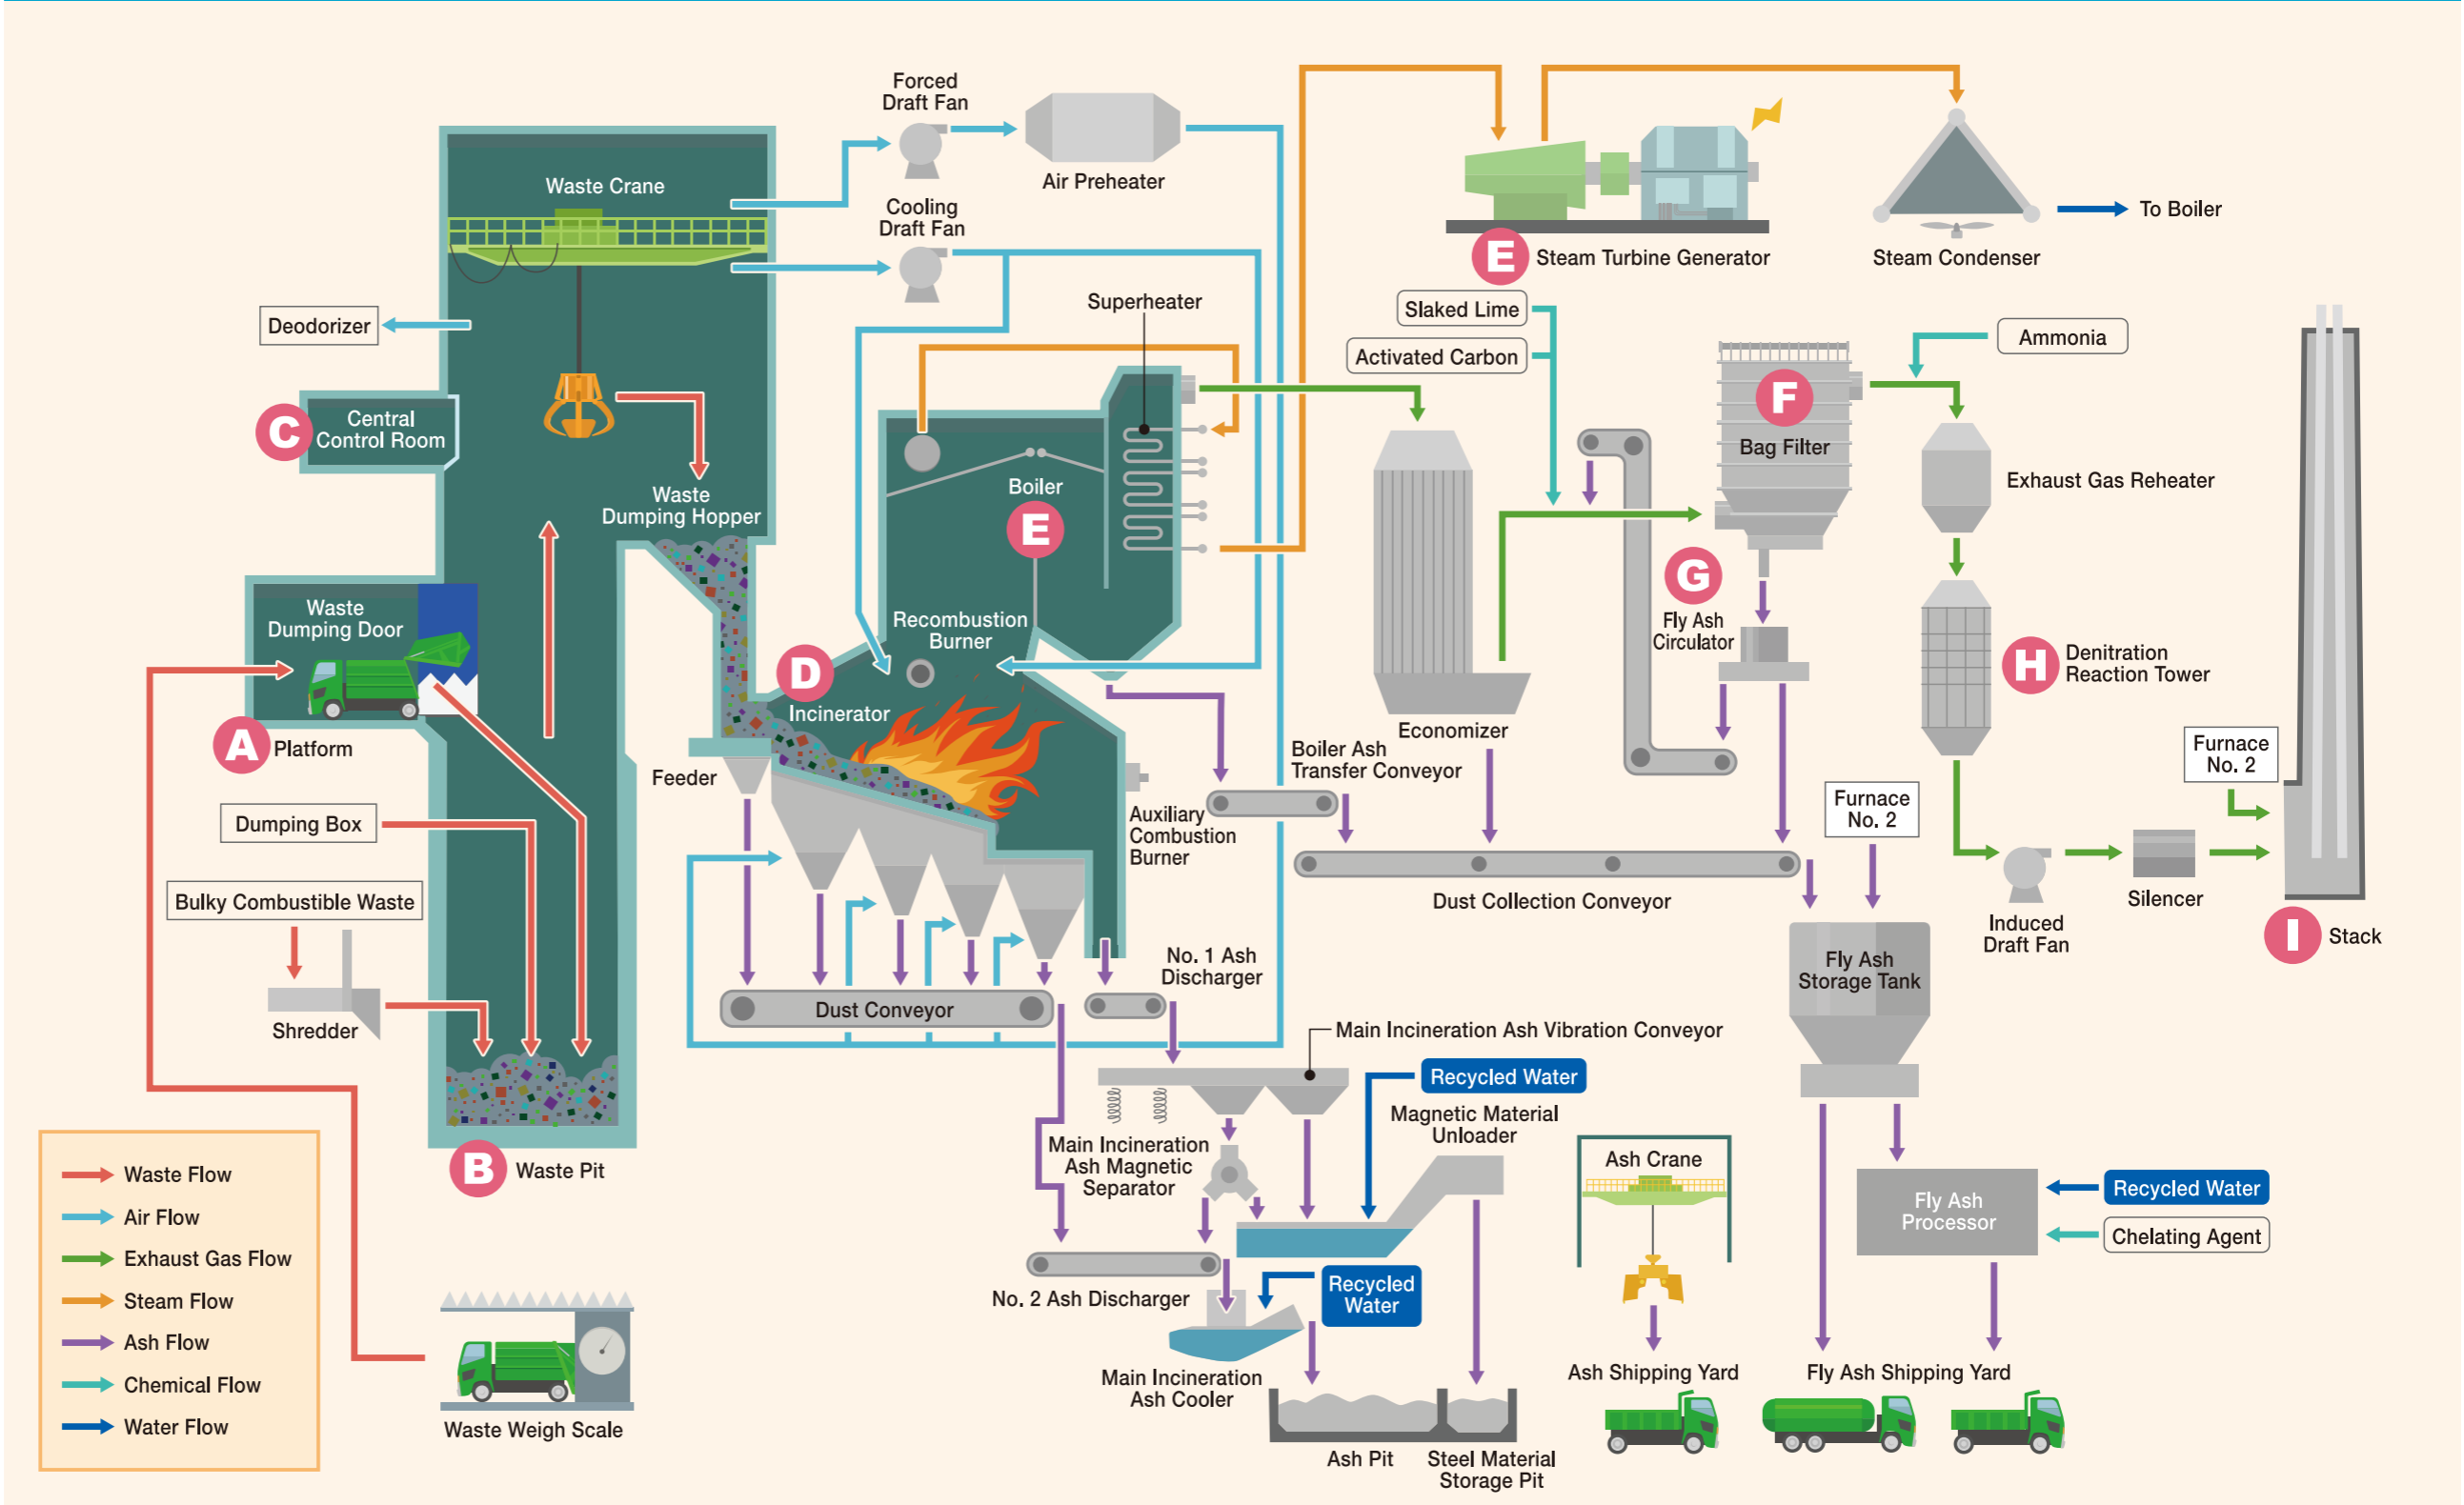 Forced
Draft Fan
Air Preheater
Waste Crane
Cooling
Draft Fan
To Boiler
E
Steam Turbine Generator
Steam Condenser
Superheater
Slaked Lime
Deodorizer
Ammonia
Activated Carbon
F
Bag Filter
C
Central
Control Room
Exhaust Gas Reheater
Waste
Dumping Hopper
Boiler
E
G
Fly Ash
Circulator
Waste
Dumping Door
Recombustion
Burner
D
Incinerator
H
Denitration
Reaction Tower
A
Platform
Economizer
Feeder
Boiler Ash
Transfer Conveyor
Furnace
No. 2
Furnace
No. 2
Dumping Box
Auxiliary
Combustion
Burner
Bulky Combustible Waste
Dust Collection Conveyor
Silencer
Induced
Draft Fan
I
Stack
No. 1 Ash
Discharger
Fly Ash
Storage Tank
Dust Conveyor
Shredder
Main Incineration Ash Vibration Conveyor
Recycled Water
Magnetic Material
Unloader
Main Incineration
Ash Magnetic
Separator
B
Waste Pit
Ash Crane
Recycled Water
Fly Ash
Processor
Chelating Agent
Waste Flow
Air Flow
Exhaust Gas Flow
Steam Flow
Ash Flow
Chemical Flow
Water Flow
No. 2 Ash Discharger
Recycled
Water
Main Incineration
Ash Cooler
Ash Shipping Yard
Fly Ash Shipping Yard
Waste Weigh Scale
Ash Pit
Steel Material
Storage Pit